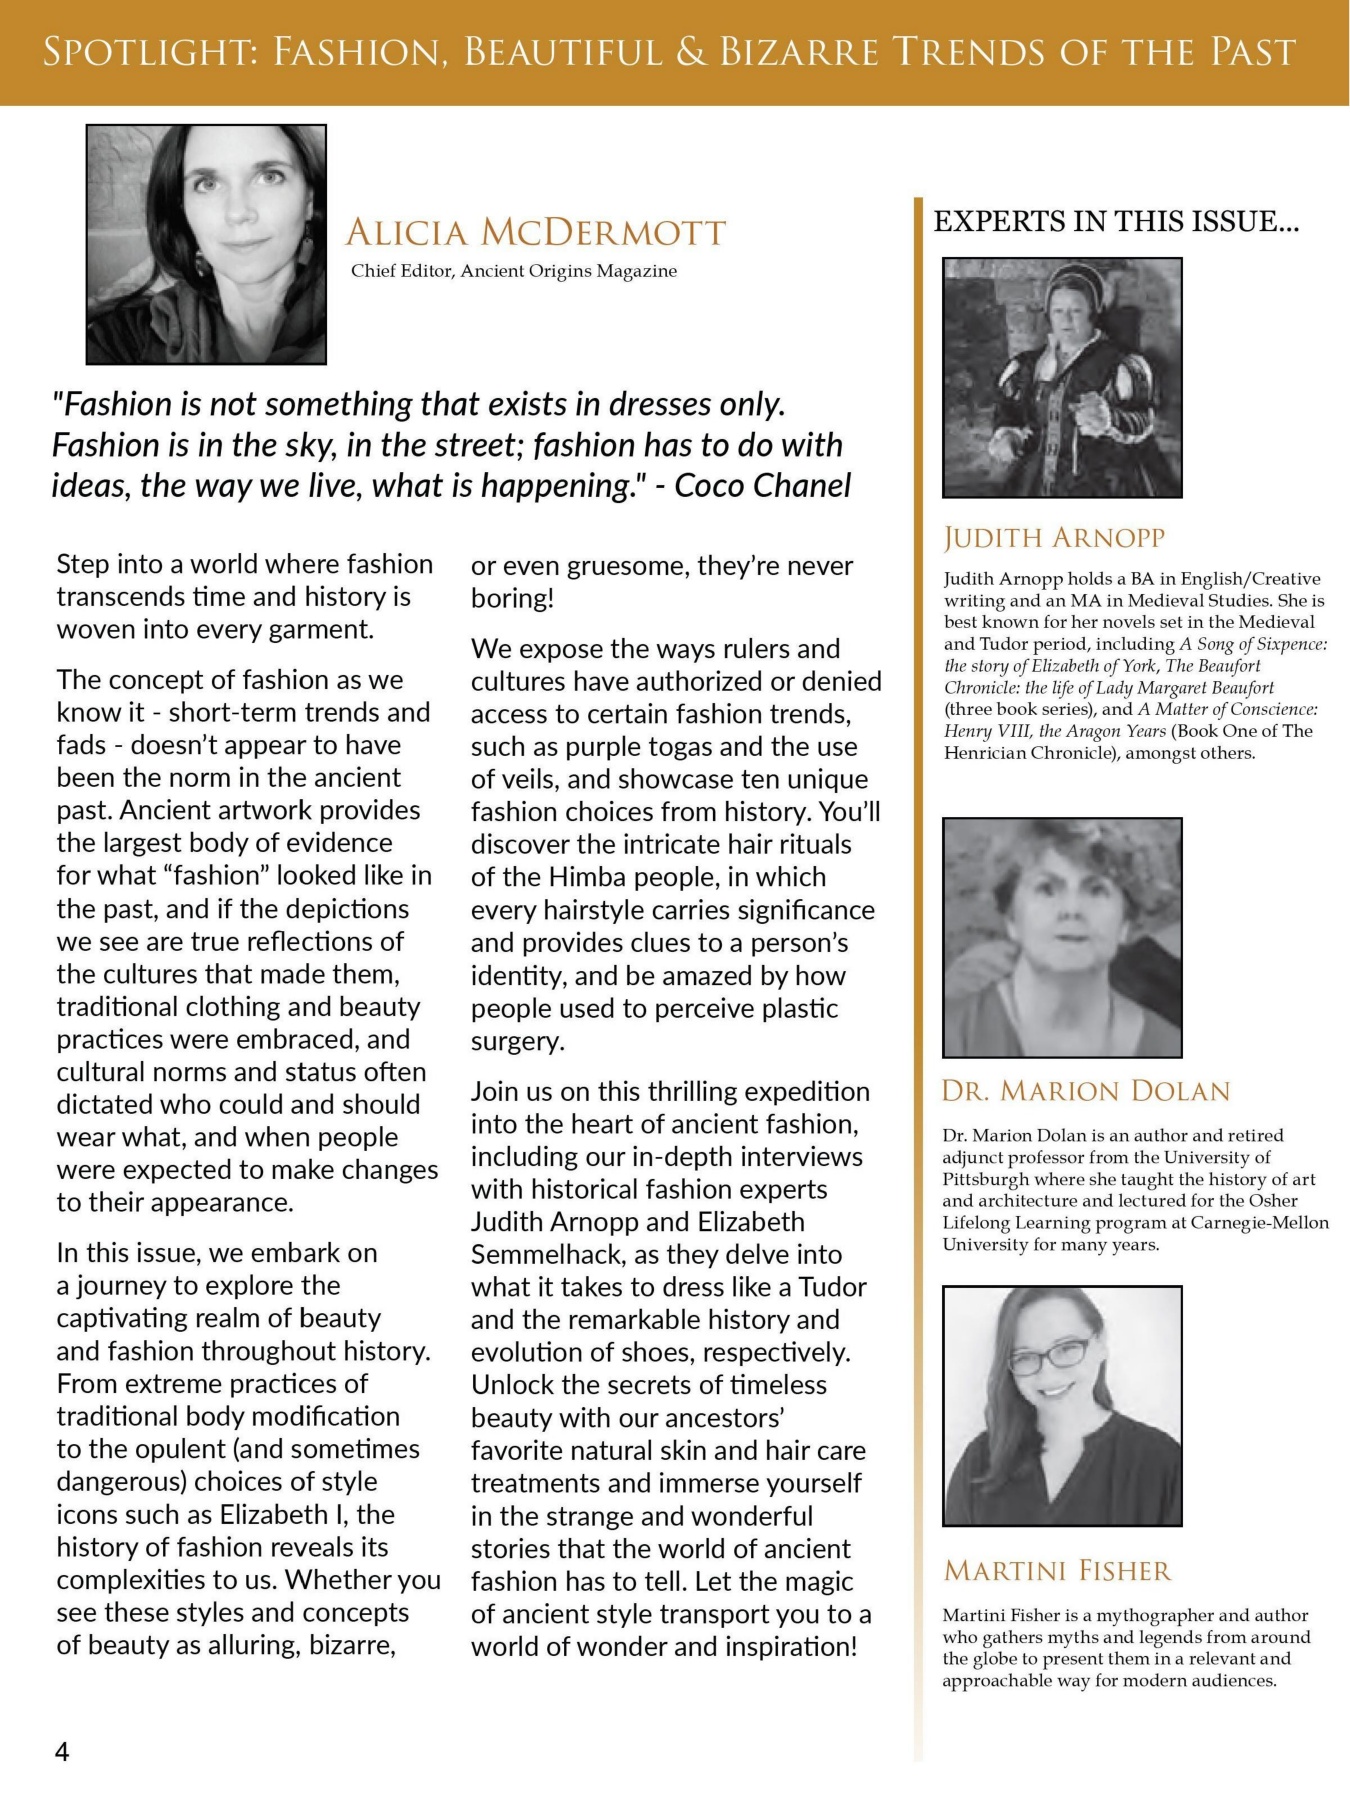 SPOTLIGHT: FASHION, BEAUTIFUL & BIZARRE TRENDS OF THE PAST
ALICIA MCDERMOTT
Chief Editor, Ancient Origins Magazine
"Fashion is not something that exists in dresses only.
Fashion is in the sky, in the street; fashion has to do with
ideas, the way we live, what is happening." - Coco Chanel
Step into a world where fashion
transcends time and history is
woven into every garment.
The concept of fashion as we
know it - short-term trends and
fads - doesn’t appear to have
been the norm in the ancient
past. Ancient artwork provides
the largest body of evidence
for what “fashion” looked like in
the past, and if the depictions
we see are true reflections of
the cultures that made them,
traditional clothing and beauty
practices were embraced, and
cultural norms and status often
dictated who could and should
wear what, and when people
were expected to make changes
to their appearance.
In this issue, we embark on
a journey to explore the
captivating realm of beauty
and fashion throughout history.
From extreme practices of
traditional body modification
to the opulent (and sometimes
dangerous) choices of style
icons such as Elizabeth I, the
history of fashion reveals its
complexities to us. Whether you
see these styles and concepts
of beauty as alluring, bizarre,
or even gruesome, they’re never
boring!
We expose the ways rulers and
cultures have authorized or denied
access to certain fashion trends,
such as purple togas and the use
of veils, and showcase ten unique
fashion choices from history. You’ll
discover the intricate hair rituals
of the Himba people, in which
every hairstyle carries significance
and provides clues to a person’s
identity, and be amazed by how
people used to perceive plastic
surgery.
Join us on this thrilling expedition
into the heart of ancient fashion,
including our in-depth interviews
with historical fashion experts
Judith Arnopp and Elizabeth
Semmelhack, as they delve into
what it takes to dress like a Tudor
and the remarkable history and
evolution of shoes, respectively.
Unlock the secrets of timeless
beauty with our ancestors’
favorite natural skin and hair care
treatments and immerse yourself
in the strange and wonderful
stories that the world of ancient
fashion has to tell. Let the magic
of ancient style transport you to a
world of wonder and inspiration!
EXPERTS IN THIS ISSUE...
JUDITH ARNOPP
Judith Arnopp holds a BA in English/Creative
writing and an MA in Medieval Studies. She is
best known for her novels set in the Medieval
and Tudor period, including A Song of Sixpence:
the story of Elizabeth of York, The Beaufort
Chronicle: the life of Lady Margaret Beaufort
(three book series), and A Matter of Conscience:
Henry VIII, the Aragon Years (Book One of The
Henrician Chronicle), amongst others.
DR. MARION DOLAN
Dr. Marion Dolan is an author and retired
adjunct professor from the University of
Pittsburgh where she taught the history of art
and architecture and lectured for the Osher
Lifelong Learning program at Carnegie-Mellon
University for many years.
MARTINI FISHER
Martini Fisher is a mythographer and author
who gathers myths and legends from around
the globe to present them in a relevant and
approachable way for modern audiences.
4